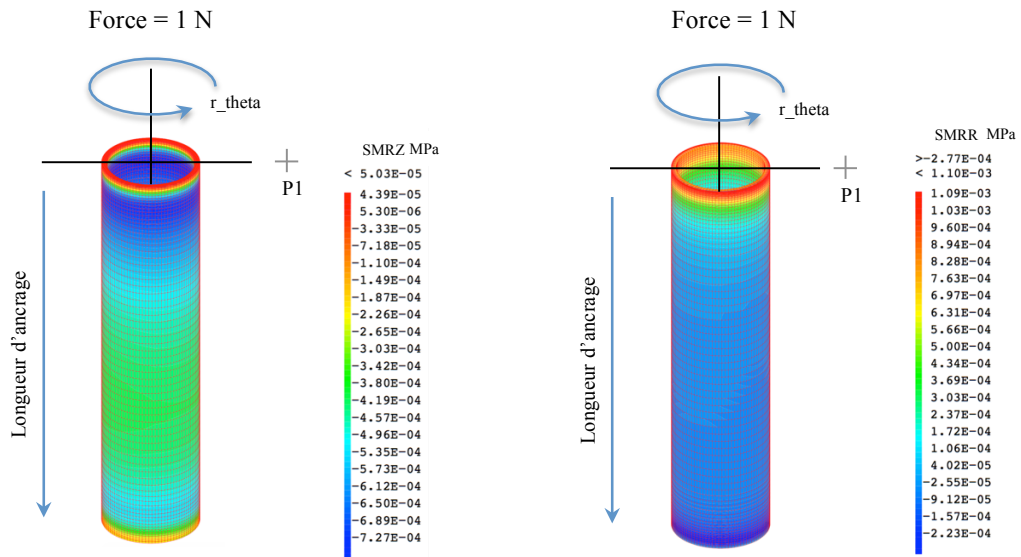 Force = 1 N
r_theta
P1
Longueur d'ancrage
SMRZ MPa
< 5.03E-05
4.39E-05
5.30E-06
-3.33E-05
-7.18E-05
-1.10E-04
-1.49E-04
-1.87E-04
-2.26E-04
-2.65E-04
-3.03E-04
-3.42E-04
-3.80E-04
-4.19E-04
-4.57E-04
-4.96E-04
-5.35E-04
-5.73E-04
-6.12E-04
-6.50E-04
-6.89E-04
-7.27E-04
Force = 1 N
r_theta
P1
Longueur d'ancrage
SMRR MPa
>-2.77E-04
< 1.10E-03
1.09E-03
1.03E-03
9.60E-04
8.94E-04
8.28E-04
7.63E-04
6.97E-04
6.31E-04
5.66E-04
5.00E-04
4.34E-04
3.69E-04
3.03E-04
2.37E-04
1.72E-04
1.06E-04
4.02E-05
-2.55E-05
-9.12E-05
-1.57E-04
-2.23E-04